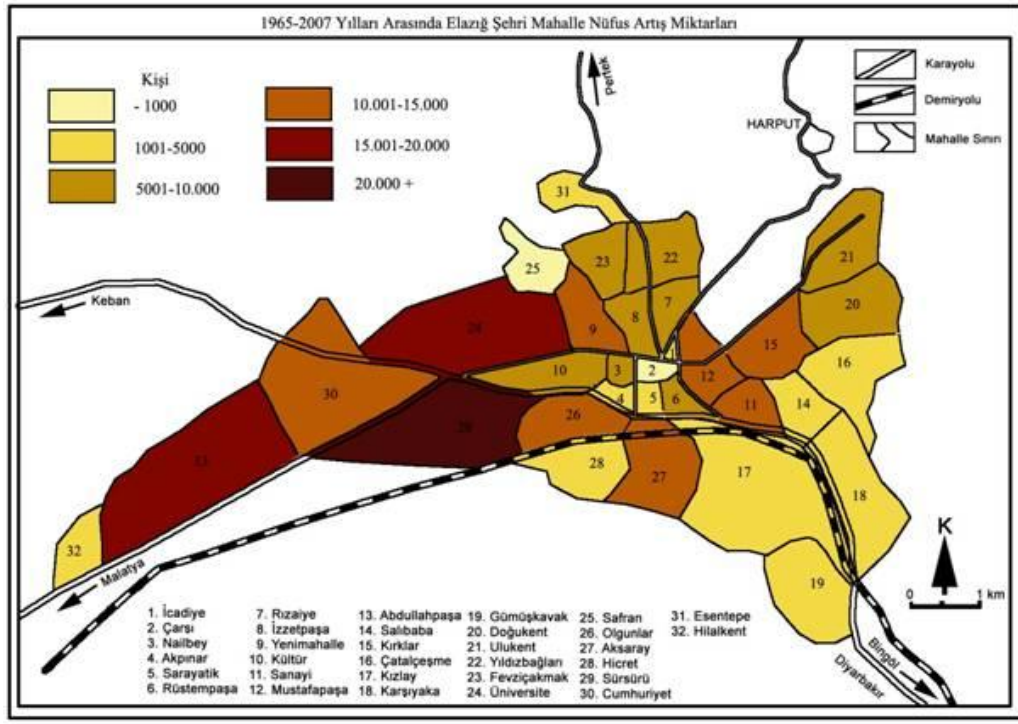 1965-2007 Yılları Arasında Elazığ Şehri Mahalle Nüfus Artış Miktarları
Kişi
- 1000
1001-5000
5001-10.000
10.001-15.000
15.001-20.000
20.000 +
Karayolu
Demiryolu
Mahalle Sınırı
Pertek
HARPUT
Keban
Malatya
Bingöl
Diyarbakır
K
0 1 km
31
25
23
22
21
20
24
9
8
7
1
15
16
30
10
3
2
12
4
5
6
11
14
13
29
26
28
27
17
18
32
19
1. İcadiye
2. Çarşı
3. Nailbey
4. Akpınar
5. Sarayatik
6. Rüstempaşa
7. Rızaiye
8. İzzetpaşa
9. Yenimahalle
10. Kültür
11. Sanayi
12. Mustafapaşa
13. Abdullahpaşa
14. Salıbaba
15. Kırklar
16. Çatalçeşme
17. Kızlay
18. Karşıyaka
19. Gümüşkavak
20. Doğukent
21. Ulukent
22. Yıldızbağları
23. Fevziçakmak
24. Üniversite
25. Safran
26. Olgunlar
27. Aksaray
28. Hicret
29. Sürsürü
30. Cumhuriyet
31. Esentepe
32. Hilalkent